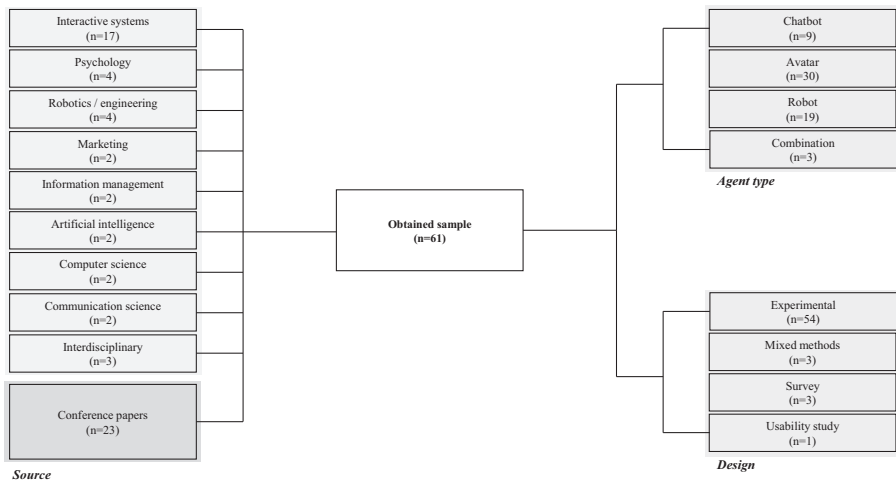 Interactive systems
(n=17)
Psychology
(n=4)
Robotics / engineering
(n=4)
Marketing
(n=2)
Information management
(n=2)
Artificial intelligence
(n=2)
Computer science
(n=2)
Communication science
(n=2)
Interdisciplinary
(n=3)
Conference papers
(n=23)
Source
Obtained sample
(n=61)
Chatbot
(n=9)
Avatar
(n=30)
Robot
(n=19)
Combination
(n=3)
Agent type
Experimental
(n=54)
Mixed methods
(n=3)
Survey
(n=3)
Usability study
(n=1)
Design